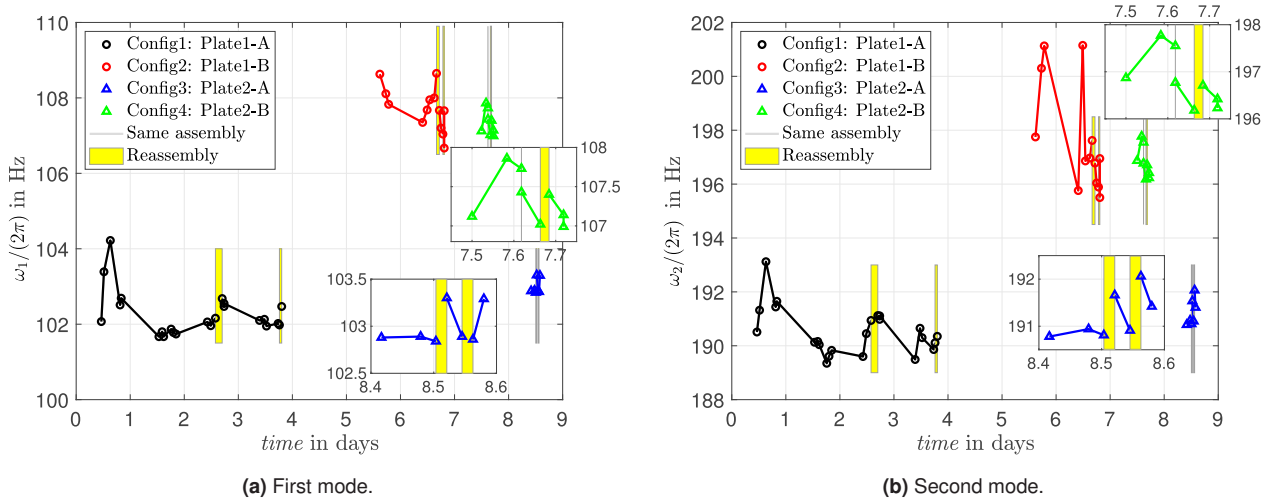 110
108
106
104
102
100
ω₁/(2π) in Hz
0 1 2 3 4 5 6 7 8 9
time in days
Config1: Plate1-A
Config2: Plate1-B
Config3: Plate2-A
Config4: Plate2-B
Same assembly
Reassembly
108
107.5
107
7.5 7.6 7.7
103.5
103
102.5
8.4 8.5 8.6
(a) First mode.
202
200
198
196
194
192
190
188
ω₂/(2π) in Hz
0 1 2 3 4 5 6 7 8 9
time in days
Config1: Plate1-A
Config2: Plate1-B
Config3: Plate2-A
Config4: Plate2-B
Same assembly
Reassembly
7.5 7.6 7.7
198
197
196
192
191
8.4 8.5 8.6
(b) Second mode.